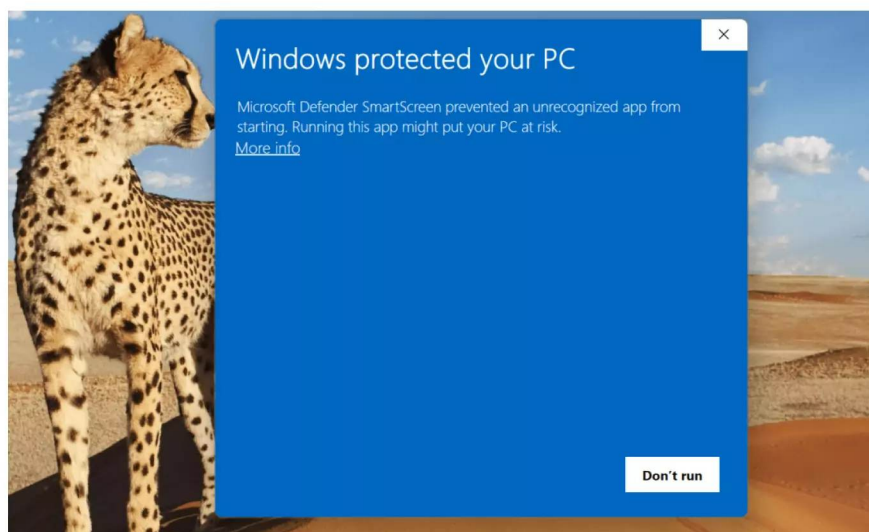 Windows protected your PC
Microsoft Defender SmartScreen prevented an unrecognized app from
starting. Running this app might put your PC at risk.
More info
Don't run